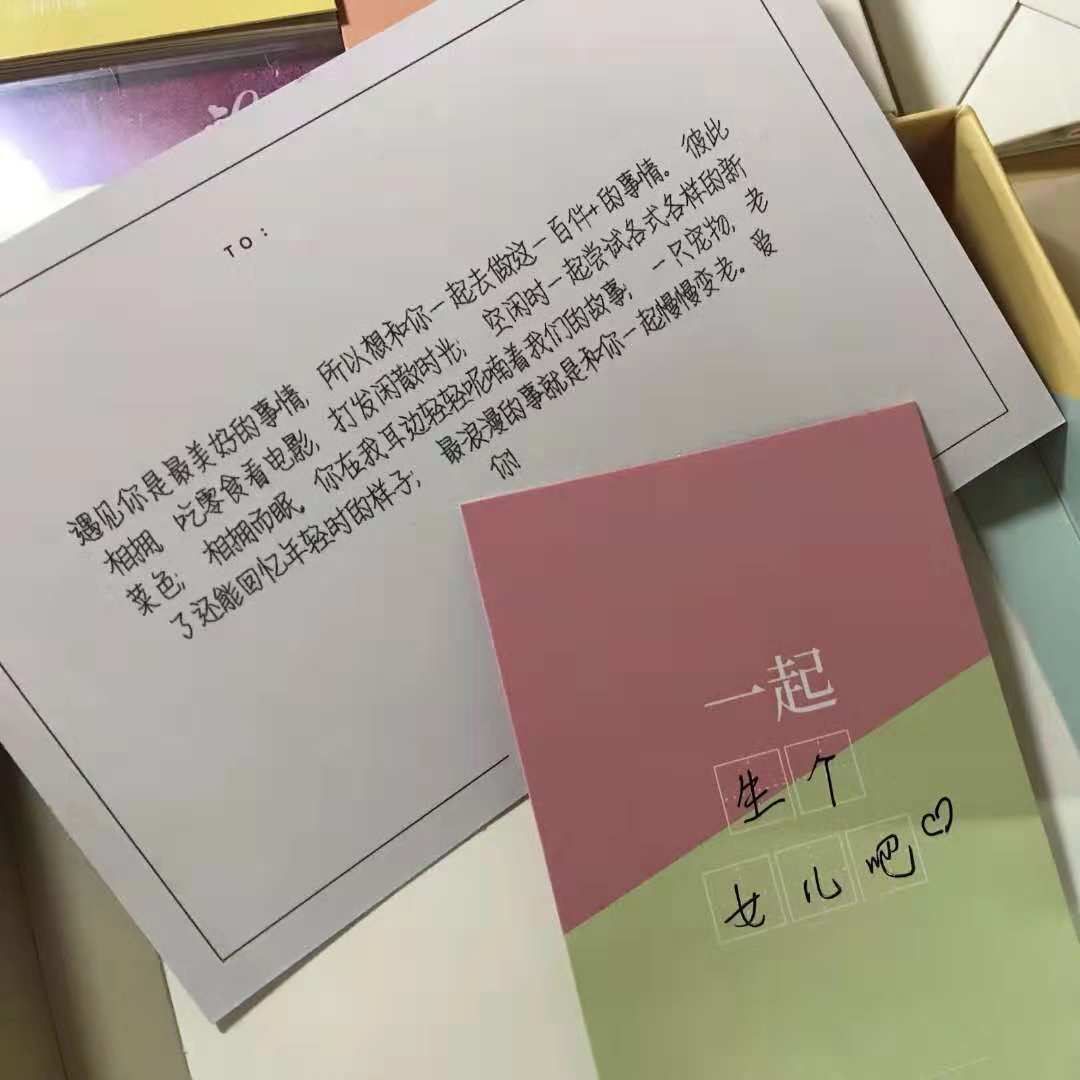 TO：
遇见你是最美好的事情，所以想和你一起去做这一百件+的事情。彼此
相拥，吃零食看电影，打发闲散时光；空闲时一起尝试各式各样的新
菜色；相拥而眠。你在我耳边轻轻呢喃着我们的故事；一只宠物，老
了还能回忆年轻时的样子；最浪漫的事就是和你一起慢慢变老。爱
你！
一起
生个
女儿吧♡